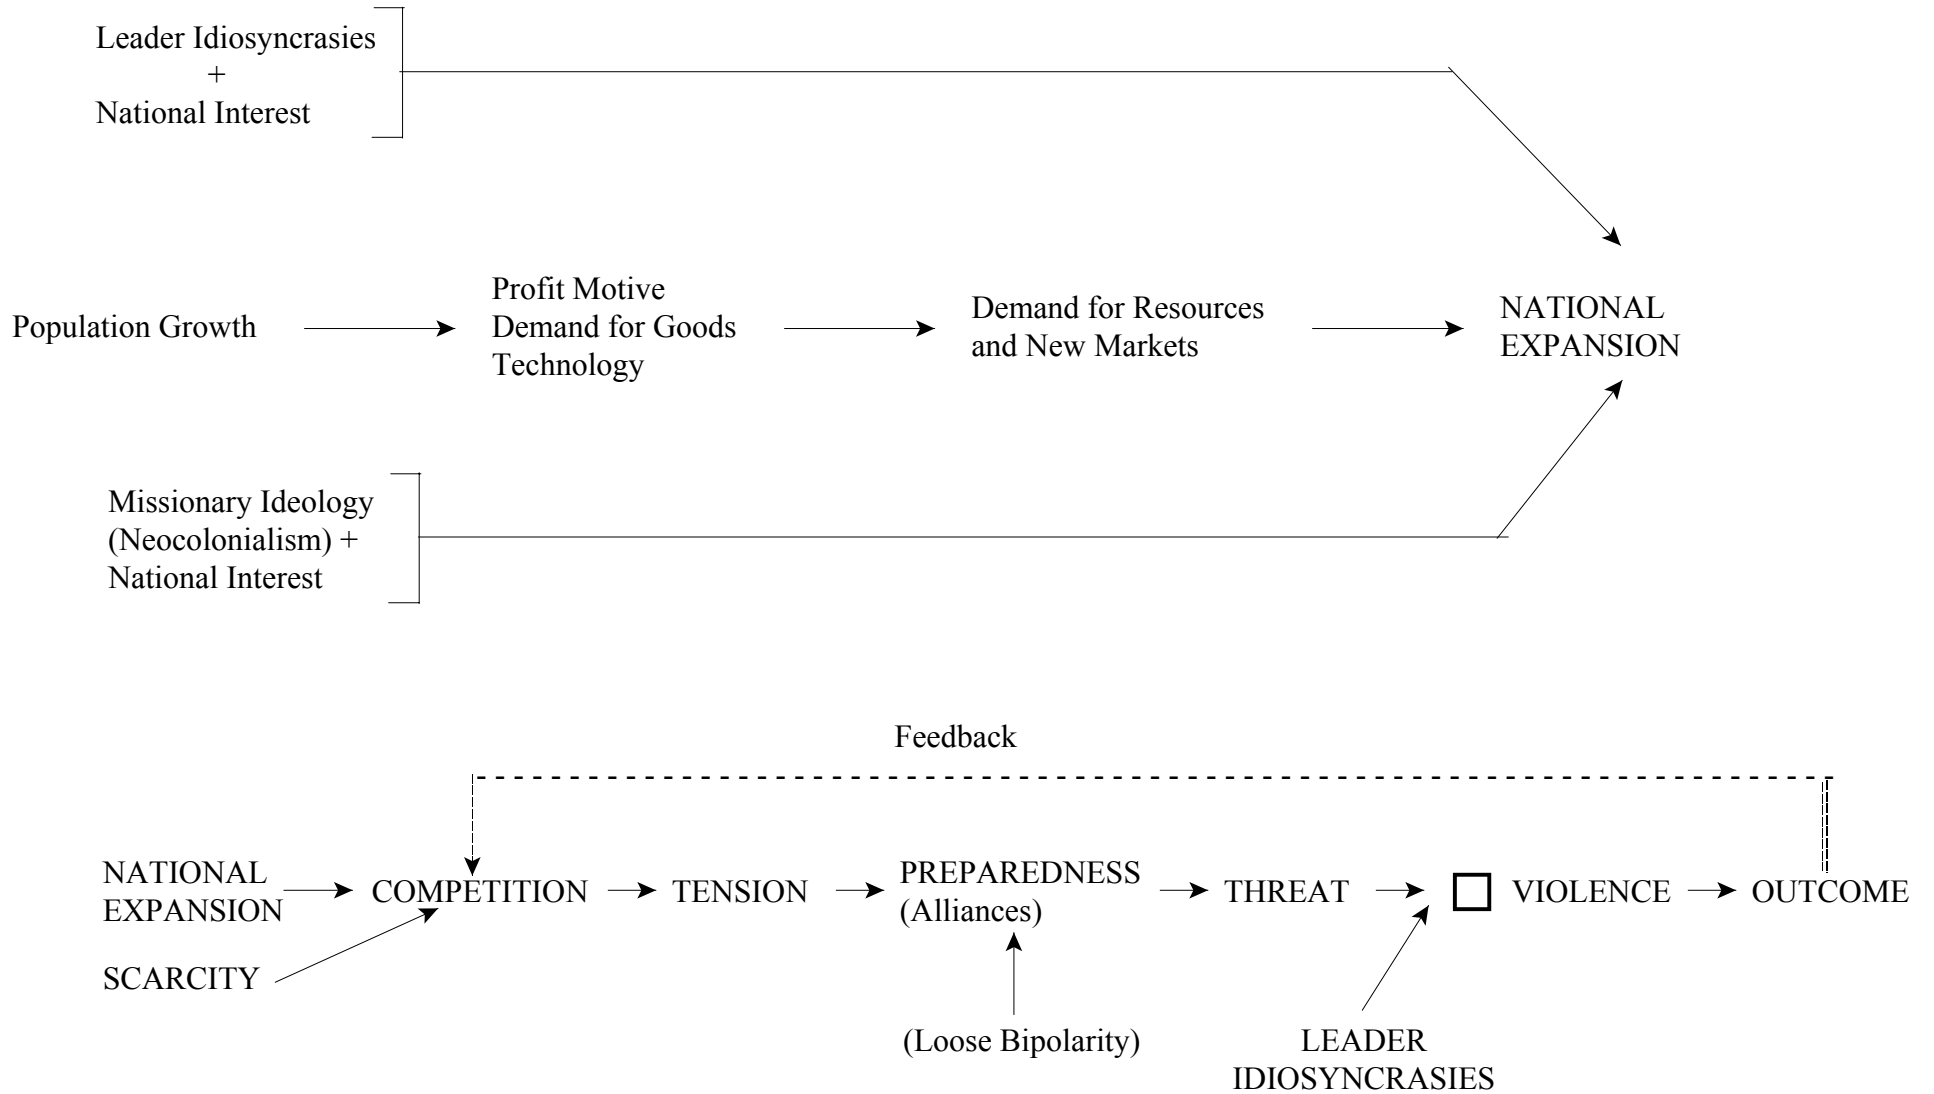 Leader Idiosyncrasies
+
National Interest
Population Growth
Profit Motive
Demand for Goods
Technology
Demand for Resources
and New Markets
NATIONAL
EXPANSION
Missionary Ideology
(Neocolonialism) +
National Interest
Feedback
NATIONAL
EXPANSION
SCARCITY
COMPETITION
TENSION
PREPAREDNESS
(Alliances)
(Loose Bipolarity)
THREAT
LEADER
IDIOSYNCRASIES
VIOLENCE
OUTCOME